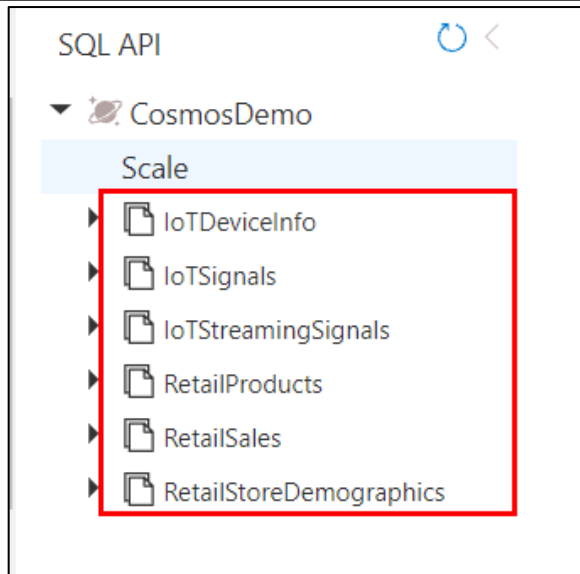 SQL API
CosmosDemo
Scale
IoTDeviceInfo
IoTSignals
IoTStreamingSignals
RetailProducts
RetailSales
RetailStoreDemographics